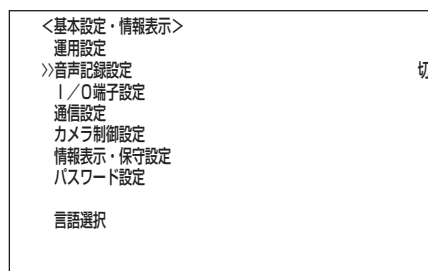 <基本設定・情報表示>
運用設定
>>音声記録設定 切
I/O端子設定
通信設定
カメラ制御設定
情報表示・保守設定
パスワード設定
言語選択